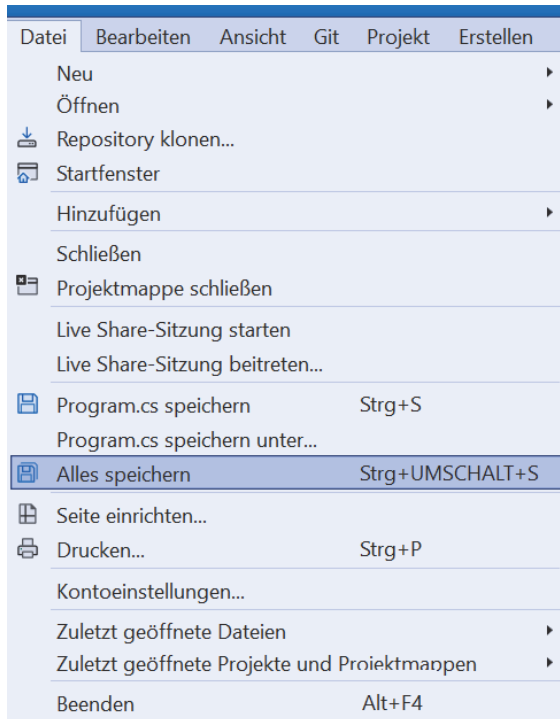 Datei Bearbeiten Ansicht Git Projekt Erstellen
Neu
Öffnen
Repository klonen...
Startfenster
Hinzufügen
Schließen
Projektmappe schließen
Live Share-Sitzung starten
Live Share-Sitzung beitreten...
Program.cs speichern Strg+S
Program.cs speichern unter...
Alles speichern Strg+UMSCHALT+S
Seite einrichten...
Drucken... Strg+P
Kontoeinstellungen...
Zuletzt geöffnete Dateien
Zuletzt geöffnete Projekte und Projektmappen
Beenden Alt+F4